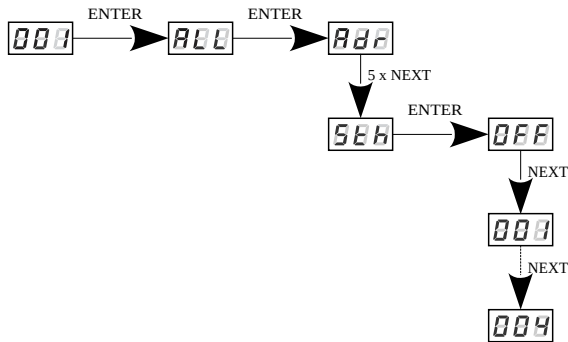 ENTER
ENTER
001
ALL
Adr
5 x NEXT
ENTER
Sth
OFF
NEXT
001
NEXT
004